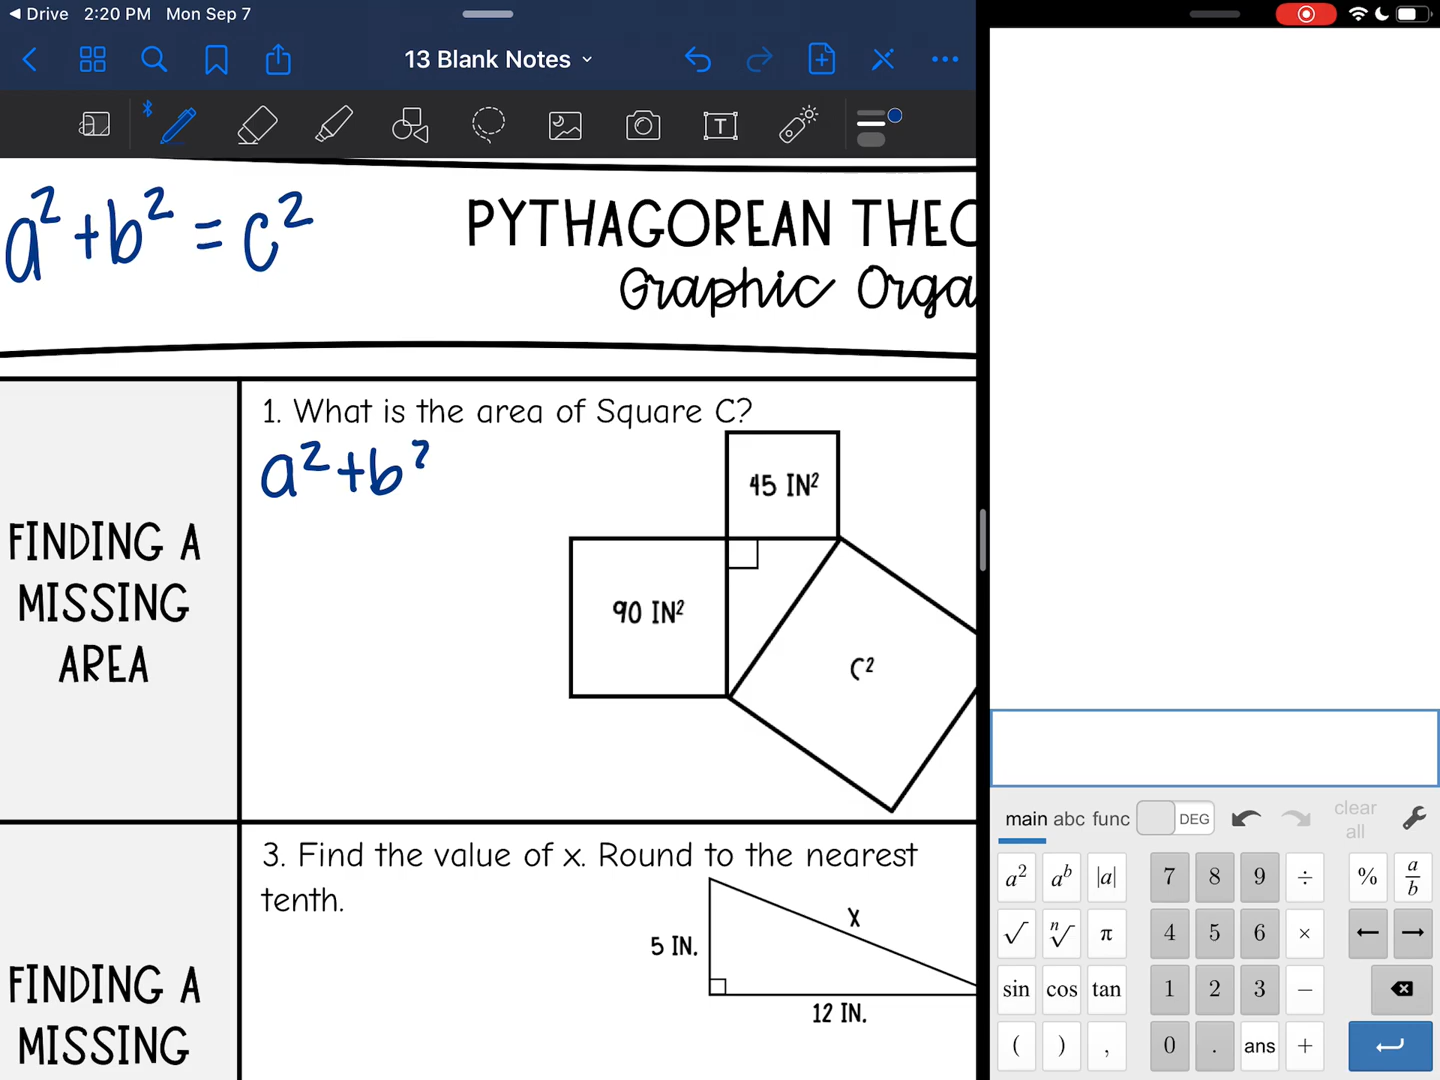 Drive 2:20 PM Mon Sep 7
13 Blank Notes
T
a² + b² = c²
PYTHAGOREAN THEO
Graphic Orga
1. What is the area of Square C?
a² + b²
45 IN²
90 IN²
C²
FINDING A
MISSING
AREA
3. Find the value of x. Round to the nearest
tenth.
X
5 IN.
12 IN.
FINDING A
MISSING
main abc func DEG clear
all
a² aᵇ |a| 7 8 9 ÷ % a/b
√ ⁿ√ π 4 5 6 × ← →
sin cos tan 1 2 3 −
( ) , 0 . ans +